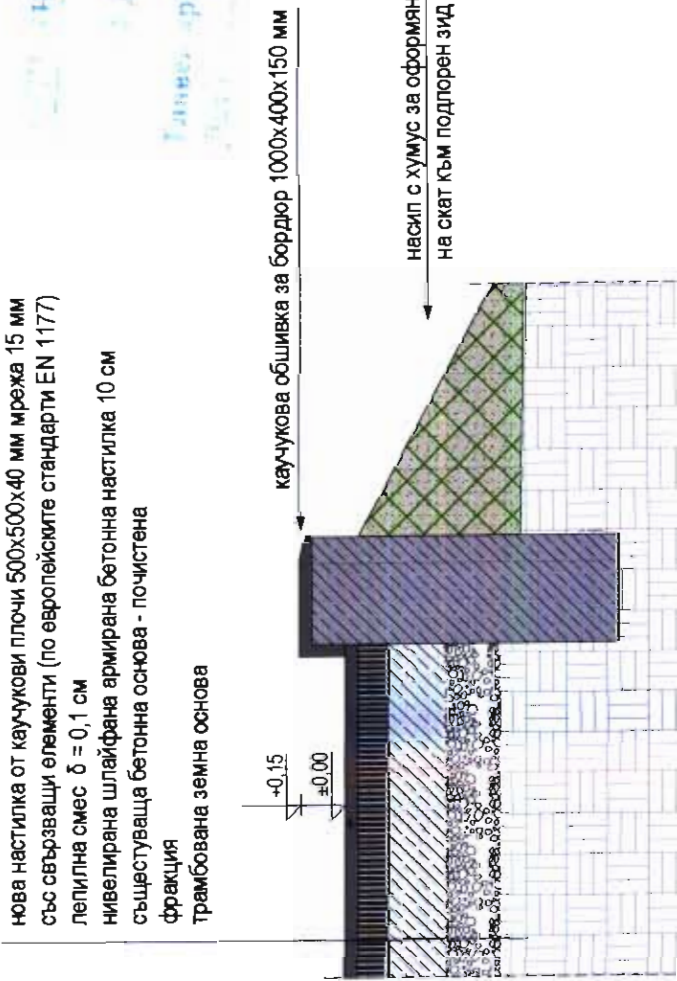 нова настилка от каучукови плочи 500x500x40 мм мрежа 15 мм
със свързващи елементи (по европейските стандарти EN 1177)
лепилна смес δ = 0,1 см
нивелирана шлайфана армирана бетонна настилка 10 см
съществуваща бетонна основа - почистена
фракция
трамбована земна основа
каучукова обшивка за бордюр 1000x400x150 мм
насип с хумус за оформян
на скат към подпорен зид
+0,15
±0,00